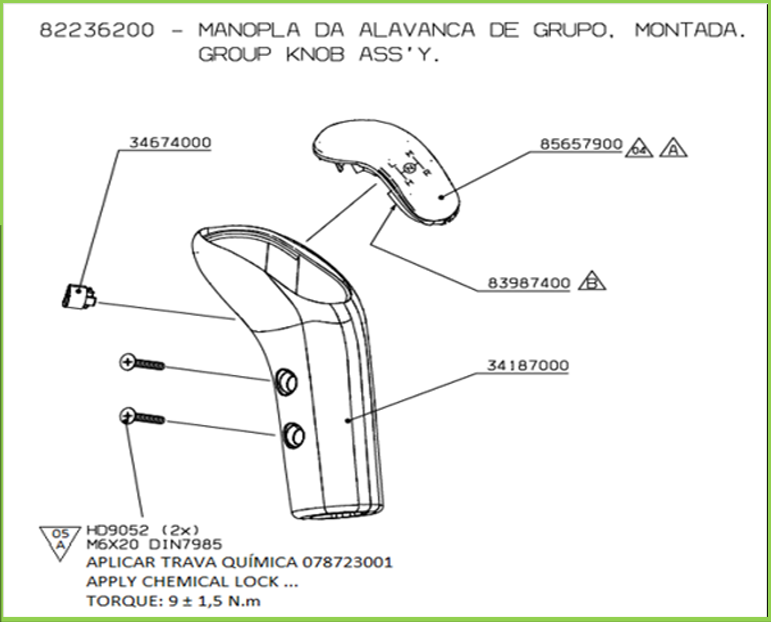 82236200 - MANOPLA DA ALAVANCA DE GRUPO, MONTADA.
GROUP KNOB ASS'Y.
34674000
85657900 04 A
83987400 B
34187000
05 A
HD9052 (2x)
M6X20 DIN7985
APLICAR TRAVA QUÍMICA 078723001
APPLY CHEMICAL LOCK ...
TORQUE: 9 ± 1,5 N.m